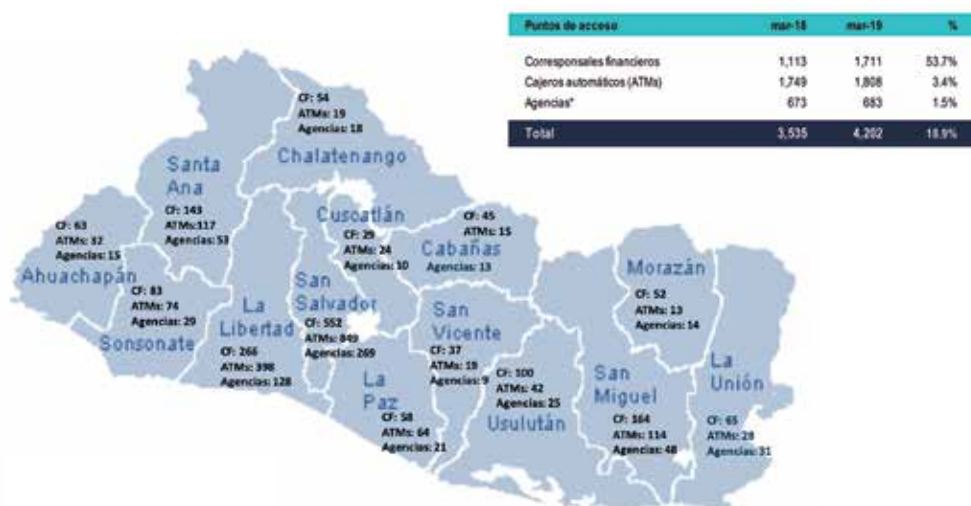 Puntos de acceso mar-18 mar-19 %
Corresponsales financieros 1,113 1,711 53.7%
Cajeros automáticos (ATMs) 1,749 1,808 3.4%
Agencias* 673 683 1.5%
Total 3,535 4,202 18.9%
CF: 54
ATMs: 19
Agencias: 18
Chalatenango
Santa
Ana
CF: 143
ATMs:117
Agencias: 53
CF: 63
ATMs: 32
Agencias: 15
Ahuachapán
CF: 83
ATMs: 74
Agencias: 29
Sonsonate
La
Libertad
CF: 266
ATMs: 398
Agencias: 128
San
Salvador
CF: 552
ATMs: 849
Agencias: 269
Cuscatlán
CF: 29
ATMs: 24
Agencias: 10
CF: 45
ATMs: 15
Cabañas
Agencias: 13
La
Paz
CF: 58
ATMs: 64
Agencias: 21
San
Vicente
CF: 37
ATMs: 19
Agencias: 9
CF: 100
ATMs: 42
Agencias: 25
Usulután
San
Miguel
CF: 164
ATMs: 114
Agencias: 48
Morazán
CF: 52
ATMs: 13
Agencias: 14
La
Unión
CF: 65
ATMs: 28
Agencias: 31